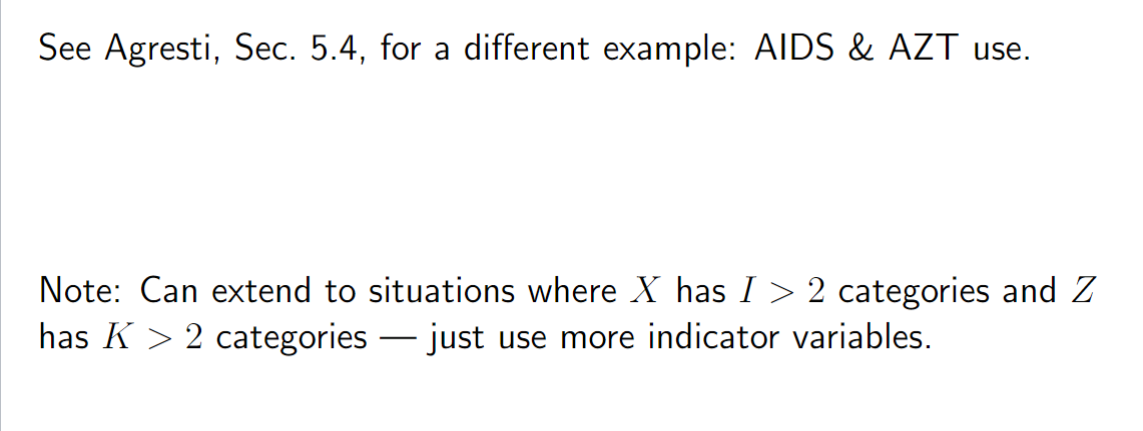 See Agresti, Sec. 5.4, for a different example: AIDS & AZT use.
Note: Can extend to situations where X has I > 2 categories and Z
has K > 2 categories — just use more indicator variables.